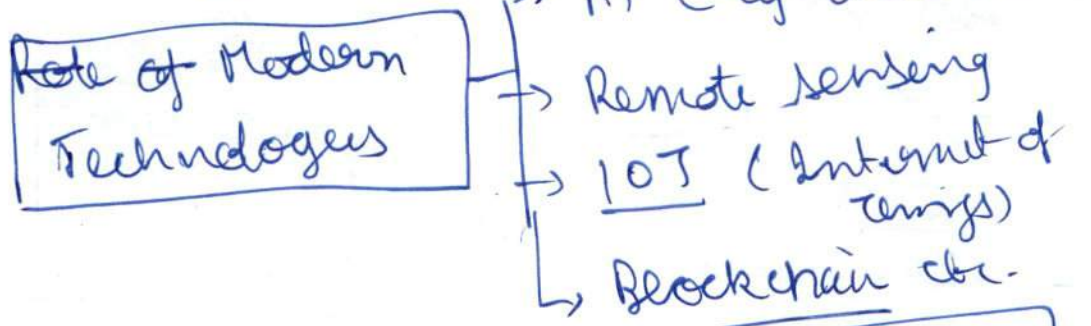 Role of Modern
Technologies
→ Remote sensing
→ IOT (Internet of
things)
→ Blockchain etc.